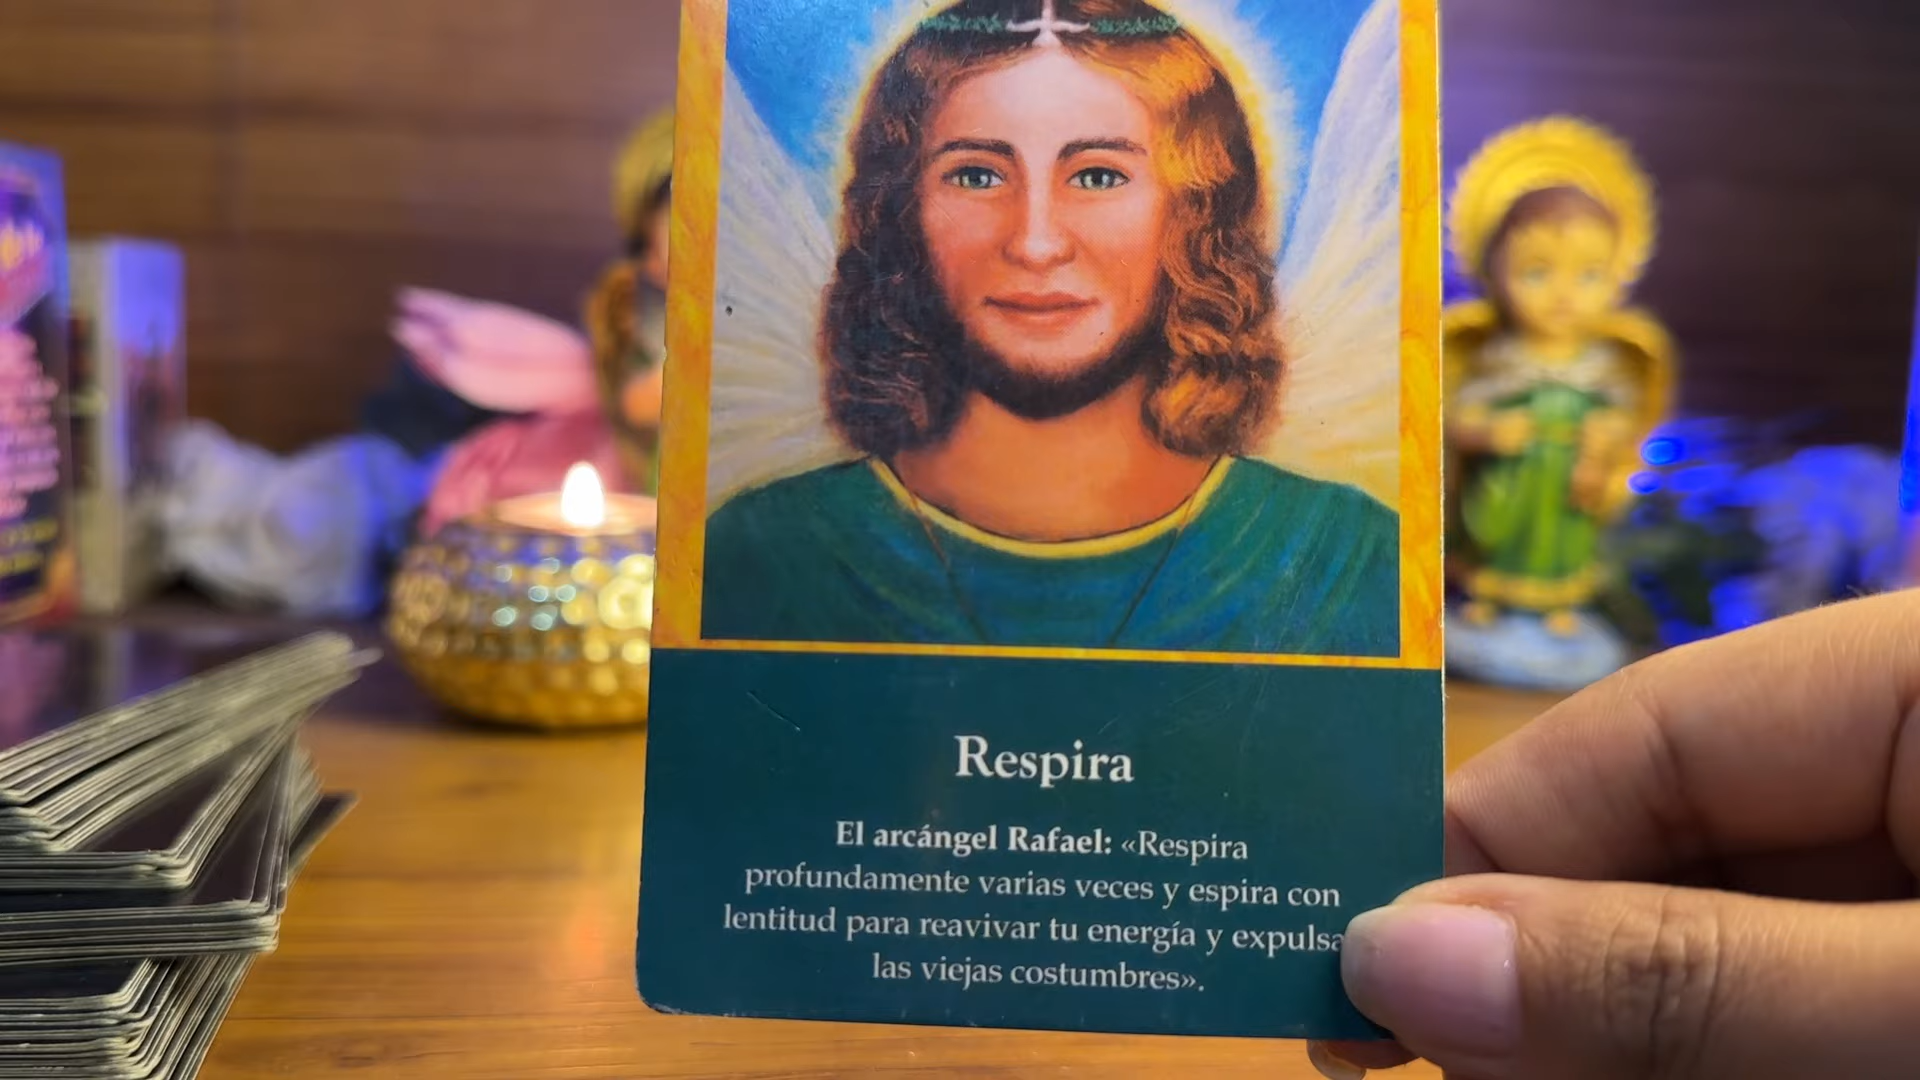 Respira
El arcángel Rafael: «Respira
profundamente varias veces y espira con
lentitud para reavivar tu energía y expulsa
las viejas costumbres».